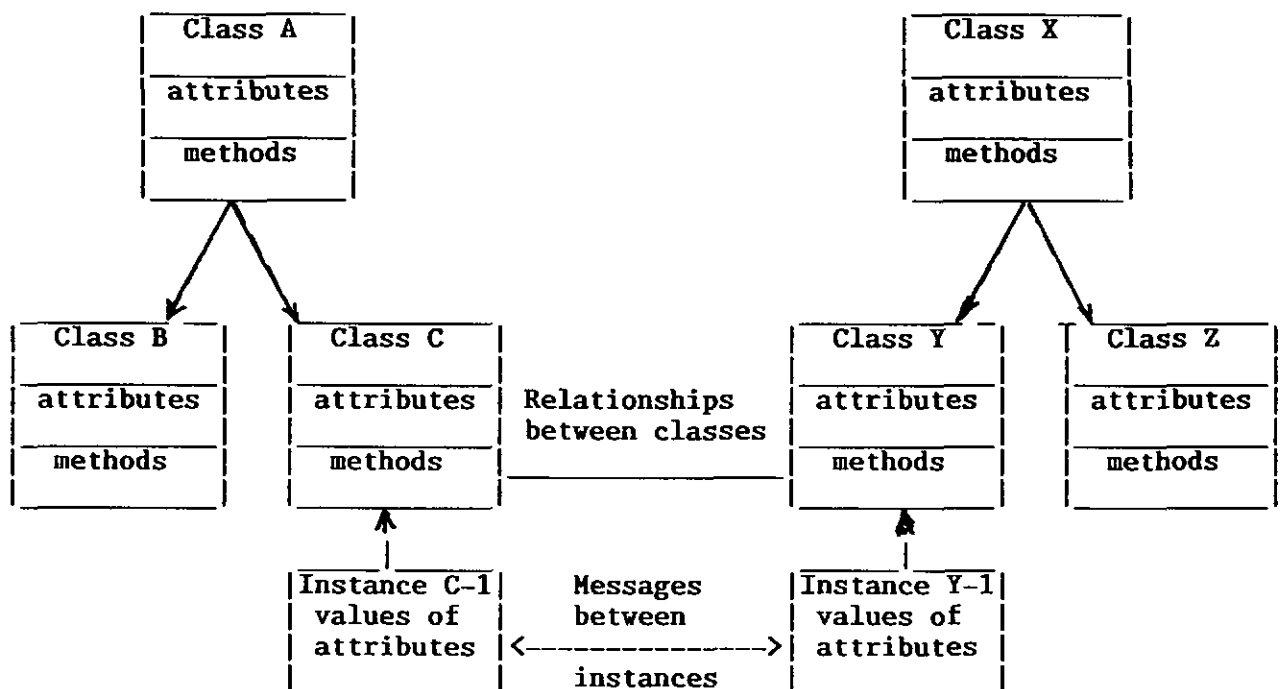 Class A
attributes
methods
Class X
attributes
methods
Class B
attributes
methods
Class C
attributes
methods
Relationships
between classes
Class Y
attributes
methods
Class Z
attributes
methods
Instance C-1
values of
attributes
Messages
between
instances
Instance Y-1
values of
attributes